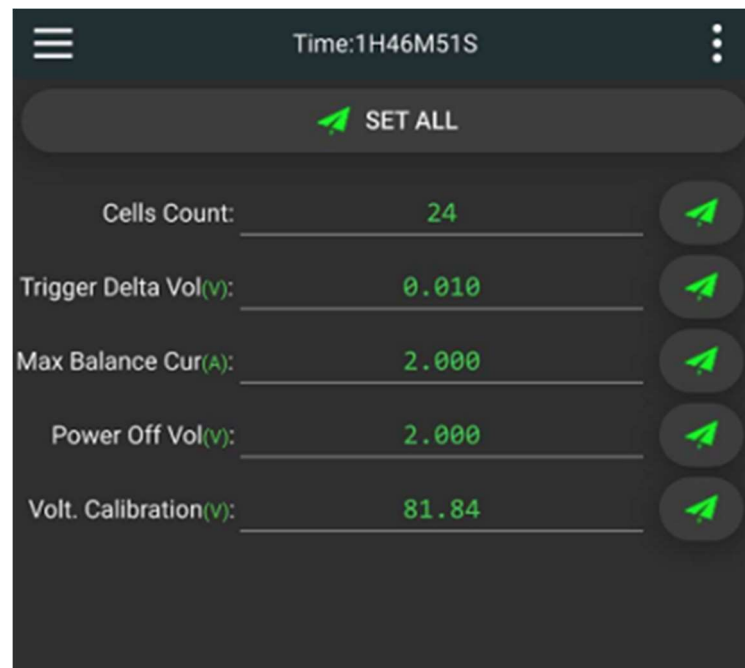 Time:1H46M51S
SET ALL
Cells Count: 24
Trigger Delta Vol(V): 0.010
Max Balance Cur(A): 2.000
Power Off Vol(V): 2.000
Volt. Calibration(V): 81.84